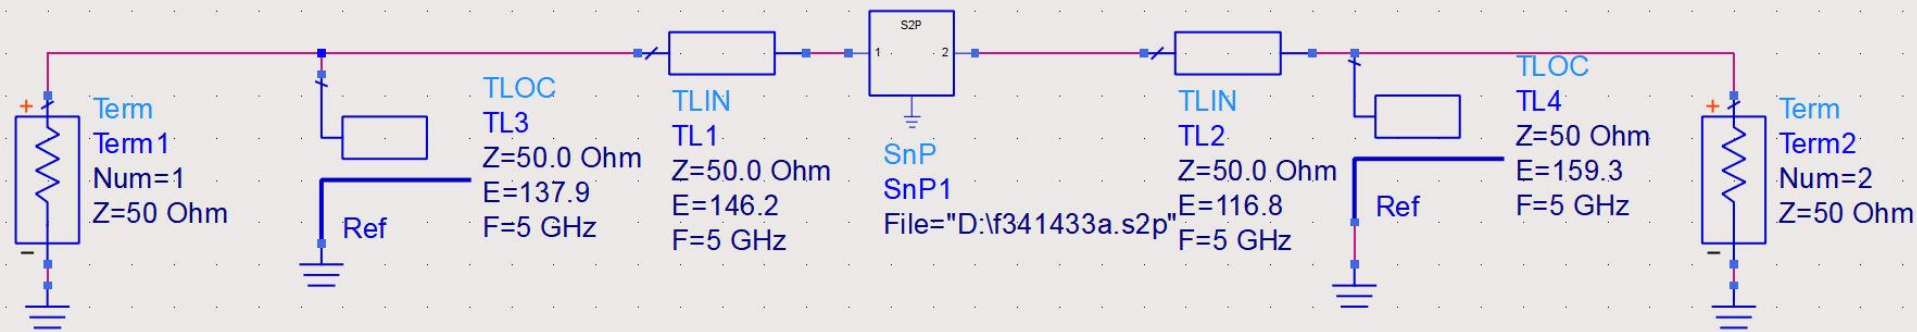 +
Term
Term1
Num=1
Z=50 Ohm
−
Ref
TLOC
TL3
Z=50.0 Ohm
E=137.9
F=5 GHz
TLIN
TL1
Z=50.0 Ohm
E=146.2
F=5 GHz
S2P
1
2
SnP
SnP1
File="D:\f341433a.s2p"
TLIN
TL2
Z=50.0 Ohm
E=116.8
F=5 GHz
Ref
TLOC
TL4
Z=50 Ohm
E=159.3
F=5 GHz
+
Term
Term2
Num=2
Z=50 Ohm
−